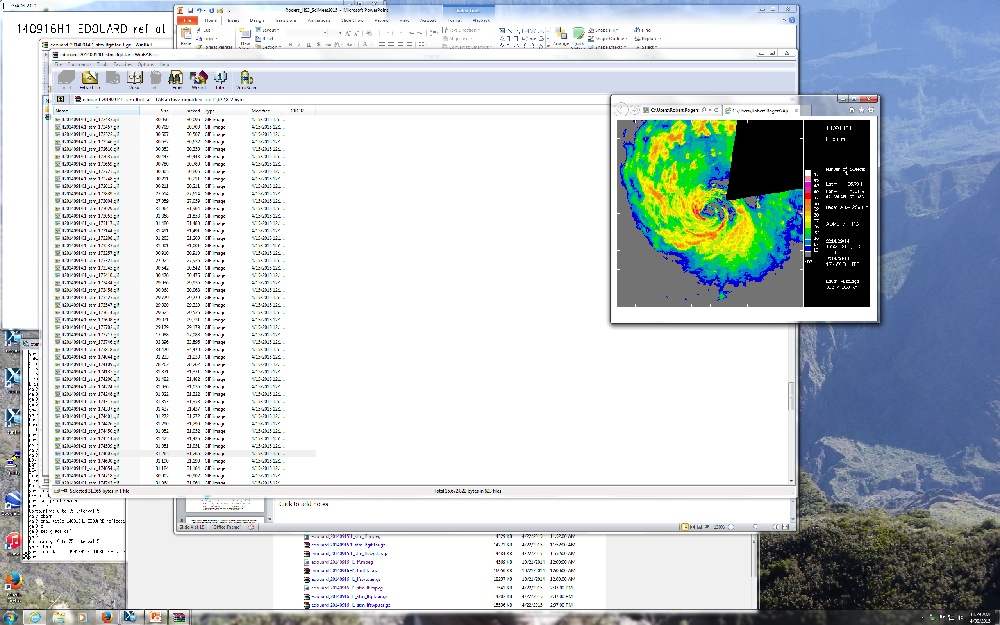 GrADS 2.0.0
140916H1 EDOUARD ref at
Rogers_HS3_SciMeet2015 - Microsoft PowerPoint
Video Tools
File Home Insert Design Transitions Animations Slide Show Review View Acrobat Format Playback
Paste
Cut
Copy
Format Painter
New
Layout
Reset
Section
Text Direction
Align Text
Convert to SmartArt
Arrange
Quick
Shape Fill
Shape Outline
Shape Effects
Find
Replace
Select
edouard_20140914I1_stm_lfgif.tar-1.gz - WinRAR
edouard_20140914I1_stm_lfgif.tar - WinRAR
File Commands Tools Favorites Options Help
Add Extract To Test View Delete Find Wizard Info VirusScan
edouard_20140914I1_stm_lfgif.tar - TAR archive, unpacked size 15,672,822 bytes
Name Size Packed Type Modified CRC32
lf20140914I1_stm_172433.gif 30,096 30,096 GIF image 4/15/2015 12:1...
lf20140914I1_stm_172457.gif 30,709 30,709 GIF image 4/15/2015 12:1...
lf20140914I1_stm_172522.gif 30,507 30,507 GIF image 4/15/2015 12:1...
lf20140914I1_stm_172546.gif 30,632 30,632 GIF image 4/15/2015 12:1...
lf20140914I1_stm_172610.gif 30,353 30,353 GIF image 4/15/2015 12:1...
lf20140914I1_stm_172635.gif 30,443 30,443 GIF image 4/15/2015 12:1...
lf20140914I1_stm_172659.gif 30,780 30,780 GIF image 4/15/2015 12:1...
lf20140914I1_stm_172723.gif 30,805 30,805 GIF image 4/15/2015 12:1...
lf20140914I1_stm_172748.gif 30,211 30,211 GIF image 4/15/2015 12:1...
lf20140914I1_stm_172812.gif 30,211 30,211 GIF image 4/15/2015 12:1...
lf20140914I1_stm_172839.gif 27,614 27,614 GIF image 4/15/2015 12:1...
lf20140914I1_stm_173004.gif 27,059 27,059 GIF image 4/15/2015 12:1...
lf20140914I1_stm_173029.gif 31,964 31,964 GIF image 4/15/2015 12:1...
lf20140914I1_stm_173053.gif 31,858 31,858 GIF image 4/15/2015 12:1...
lf20140914I1_stm_173117.gif 31,480 31,480 GIF image 4/15/2015 12:1...
lf20140914I1_stm_173144.gif 31,491 31,491 GIF image 4/15/2015 12:1...
lf20140914I1_stm_173208.gif 31,203 31,203 GIF image 4/15/2015 12:1...
lf20140914I1_stm_173233.gif 31,001 31,001 GIF image 4/15/2015 12:1...
lf20140914I1_stm_173257.gif 30,910 30,910 GIF image 4/15/2015 12:1...
lf20140914I1_stm_173321.gif 27,925 27,925 GIF image 4/15/2015 12:1...
lf20140914I1_stm_173345.gif 30,542 30,542 GIF image 4/15/2015 12:1...
lf20140914I1_stm_173410.gif 30,476 30,476 GIF image 4/15/2015 12:1...
lf20140914I1_stm_173434.gif 29,936 29,936 GIF image 4/15/2015 12:1...
lf20140914I1_stm_173458.gif 30,068 30,068 GIF image 4/15/2015 12:1...
lf20140914I1_stm_173523.gif 29,779 29,779 GIF image 4/15/2015 12:1...
lf20140914I1_stm_173547.gif 29,320 29,320 GIF image 4/15/2015 12:1...
lf20140914I1_stm_173614.gif 29,525 29,525 GIF image 4/15/2015 12:1...
lf20140914I1_stm_173638.gif 29,331 29,331 GIF image 4/15/2015 12:1...
lf20140914I1_stm_173702.gif 29,179 29,179 GIF image 4/15/2015 12:1...
lf20140914I1_stm_173717.gif 17,088 17,088 GIF image 4/15/2015 12:1...
lf20140914I1_stm_173746.gif 33,896 33,896 GIF image 4/15/2015 12:1...
lf20140914I1_stm_173818.gif 34,470 34,470 GIF image 4/15/2015 12:1...
lf20140914I1_stm_174044.gif 31,233 31,233 GIF image 4/15/2015 12:1...
lf20140914I1_stm_174109.gif 28,262 28,262 GIF image 4/15/2015 12:1...
lf20140914I1_stm_174135.gif 31,371 31,371 GIF image 4/15/2015 12:1...
lf20140914I1_stm_174200.gif 31,482 31,482 GIF image 4/15/2015 12:1...
lf20140914I1_stm_174224.gif 31,036 31,036 GIF image 4/15/2015 12:1...
lf20140914I1_stm_174248.gif 31,322 31,322 GIF image 4/15/2015 12:1...
lf20140914I1_stm_174313.gif 31,353 31,353 GIF image 4/15/2015 12:1...
lf20140914I1_stm_174337.gif 31,437 31,437 GIF image 4/15/2015 12:1...
lf20140914I1_stm_174401.gif 31,272 31,272 GIF image 4/15/2015 12:1...
lf20140914I1_stm_174426.gif 31,290 31,290 GIF image 4/15/2015 12:1...
lf20140914I1_stm_174450.gif 31,052 31,052 GIF image 4/15/2015 12:1...
lf20140914I1_stm_174514.gif 31,425 31,425 GIF image 4/15/2015 12:1...
lf20140914I1_stm_174539.gif 31,051 31,051 GIF image 4/15/2015 12:1...
lf20140914I1_stm_174603.gif 31,265 31,265 GIF image 4/15/2015 12:1...
lf20140914I1_stm_174630.gif 31,190 31,190 GIF image 4/15/2015 12:1...
lf20140914I1_stm_174654.gif 31,184 31,184 GIF image 4/15/2015 12:1...
lf20140914I1_stm_174718.gif 30,902 30,902 GIF image 4/15/2015 12:1...
lf20140914I1_stm_174743.gif 31,064 31,064 GIF image 4/15/2015 12:1...
Selected 31,265 bytes in 1 file Total 15,672,822 bytes in 623 files
C:\Users\Robert.Rogers'
C:\Users\Robert.Rogers\Ap...
140914I1
Edoaurd
Number of Sweeps:
1
Lat.= 25.00 N
Lon.= 51.53 W
at center of map
Radar Alt= 2398 m
AOML / HRD
2014/09/14
174539 UTC
to
2014/09/14
174603 UTC
Lower Fuselage
360 X 360 km
47
45
42
40
37
35
32
30
27
25
22
20
17
15
dBZ
ooyam
storm
sunfir
putty
Google E
iTune
Mozilla
Firefox
xter
ga->
Defau
X is
Y is
Z is
T is
E is
ga->
ga->
ga->
ga->
yaxi
ga->
Cont
Warn
ga->
ga->
ga->
ga->
ga->
LON
LAT
LEV
Time
E se
Most
ga-> set
LEV set t
ga-> set gxout shaded
ga-> d r
Contouring: 0 to 35 interval 5
ga-> cbarn
ga-> draw title 140916H1 EDOUARD reflecti
ga-> c
ga-> set grads off
ga-> d r
Contouring: 0 to 35 interval 5
ga-> cbarn
ga-> draw title 140916H1 EDOUARD ref at 2
ga->
8
Click to add notes
Slide 4 of 15 "Office Theme" 130%
edouard_20140915I1_stm_lf.mpeg 4329 KB 4/22/2015 11:52:00 AM
edouard_20140915I1_stm_lfgif.tar.gz 14271 KB 4/22/2015 11:52:00 AM
edouard_20140915I1_stm_lfswp.tar.gz 14484 KB 4/22/2015 11:52:00 AM
edouard_20140916H1_lf.mpeg 4569 KB 10/21/2014 12:00:00 AM
edouard_20140916H1_lfgif.tar.gz 16950 KB 10/21/2014 12:00:00 AM
edouard_20140916H1_lfswp.tar.gz 18237 KB 10/21/2014 12:00:00 AM
edouard_20140916H1_stm_lf.mpeg 3541 KB 4/22/2015 2:37:00 PM
edouard_20140916H1_stm_lfgif.tar.gz 14202 KB 4/22/2015 2:37:00 PM
edouard_20140916H1_stm_lfswp.tar.gz 15536 KB 4/22/2015 2:37:00 PM
11:29 AM
4/30/2015